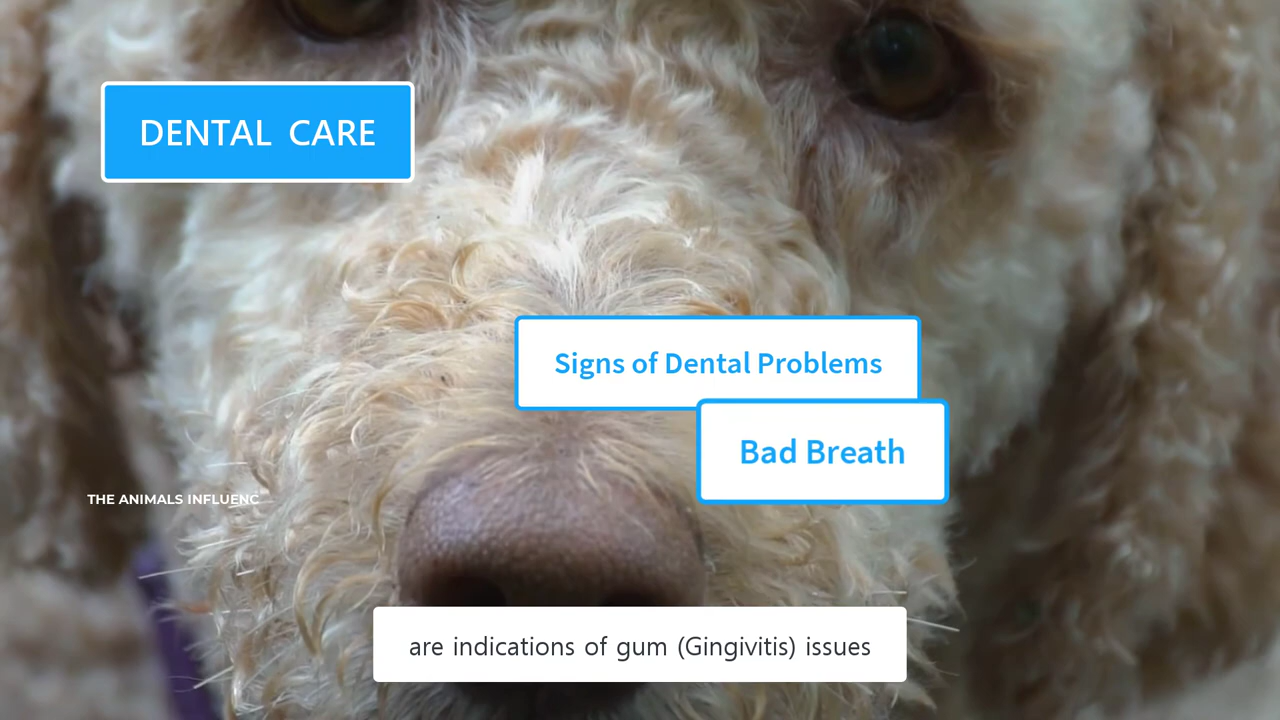 DENTAL CARE
Signs of Dental Problems
Bad Breath
THE ANIMALS INFLUENC
are indications of gum (Gingivitis) issues